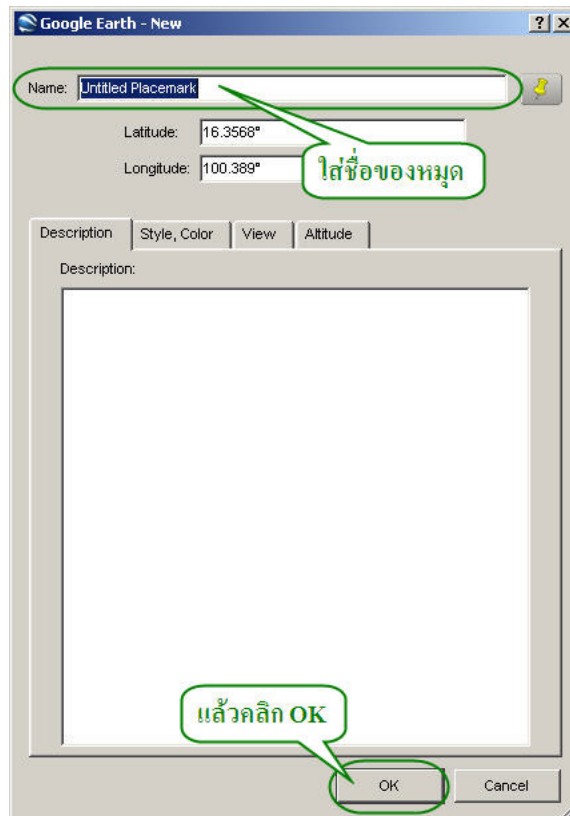 Google Earth - New
Name: Untitled Placemark
Latitude: 16.3568°
Longitude: 100.389°
ใส่ชื่อของหมุด
Description Style, Color View Altitude
Description:
แล้วคลิก OK
OK Cancel